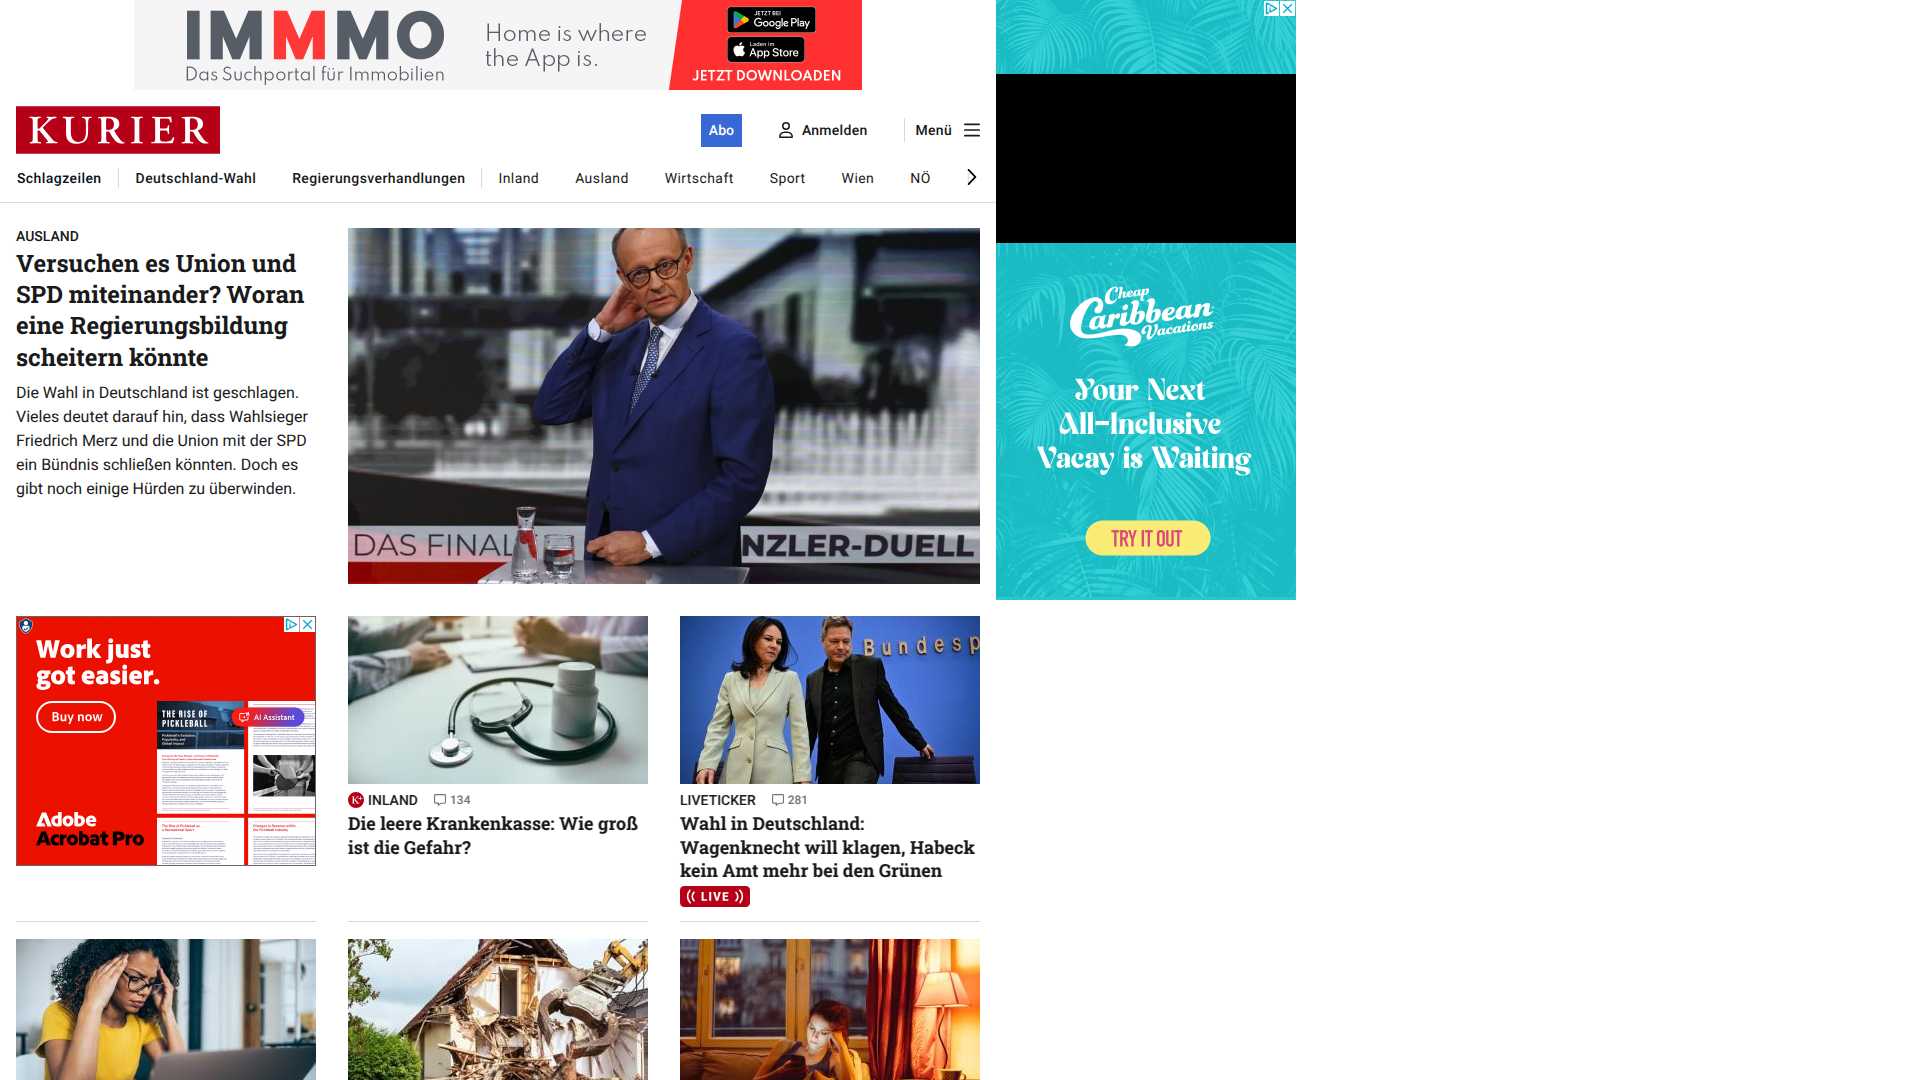 IMMMO
Das Suchportal für Immobilien
Home is where
the App is.
JETZT BEI
Google Play
Laden im
App Store
JETZT DOWNLOADEN
KURIER
Abo
Anmelden
Menü
Schlagzeilen
Deutschland-Wahl
Regierungsverhandlungen
Inland
Ausland
Wirtschaft
Sport
Wien
NÖ
AUSLAND
Versuchen es Union und
SPD miteinander? Woran
eine Regierungsbildung
scheitern könnte
Die Wahl in Deutschland ist geschlagen.
Vieles deutet darauf hin, dass Wahlsieger
Friedrich Merz und die Union mit der SPD
ein Bündnis schließen könnten. Doch es
gibt noch einige Hürden zu überwinden.
DAS FINAL
NZLER-DUELL
Cheap
Caribbean
Vacations
Your Next
All-Inclusive
Vacay is Waiting
TRY IT OUT
Work just
got easier.
Buy now
THE RISE OF
PICKLEBALL
AI Assistant
Adobe
Acrobat Pro
Bundesp
K+ INLAND 134
Die leere Krankenkasse: Wie groß
ist die Gefahr?
LIVETICKER 281
Wahl in Deutschland:
Wagenknecht will klagen, Habeck
kein Amt mehr bei den Grünen
LIVE